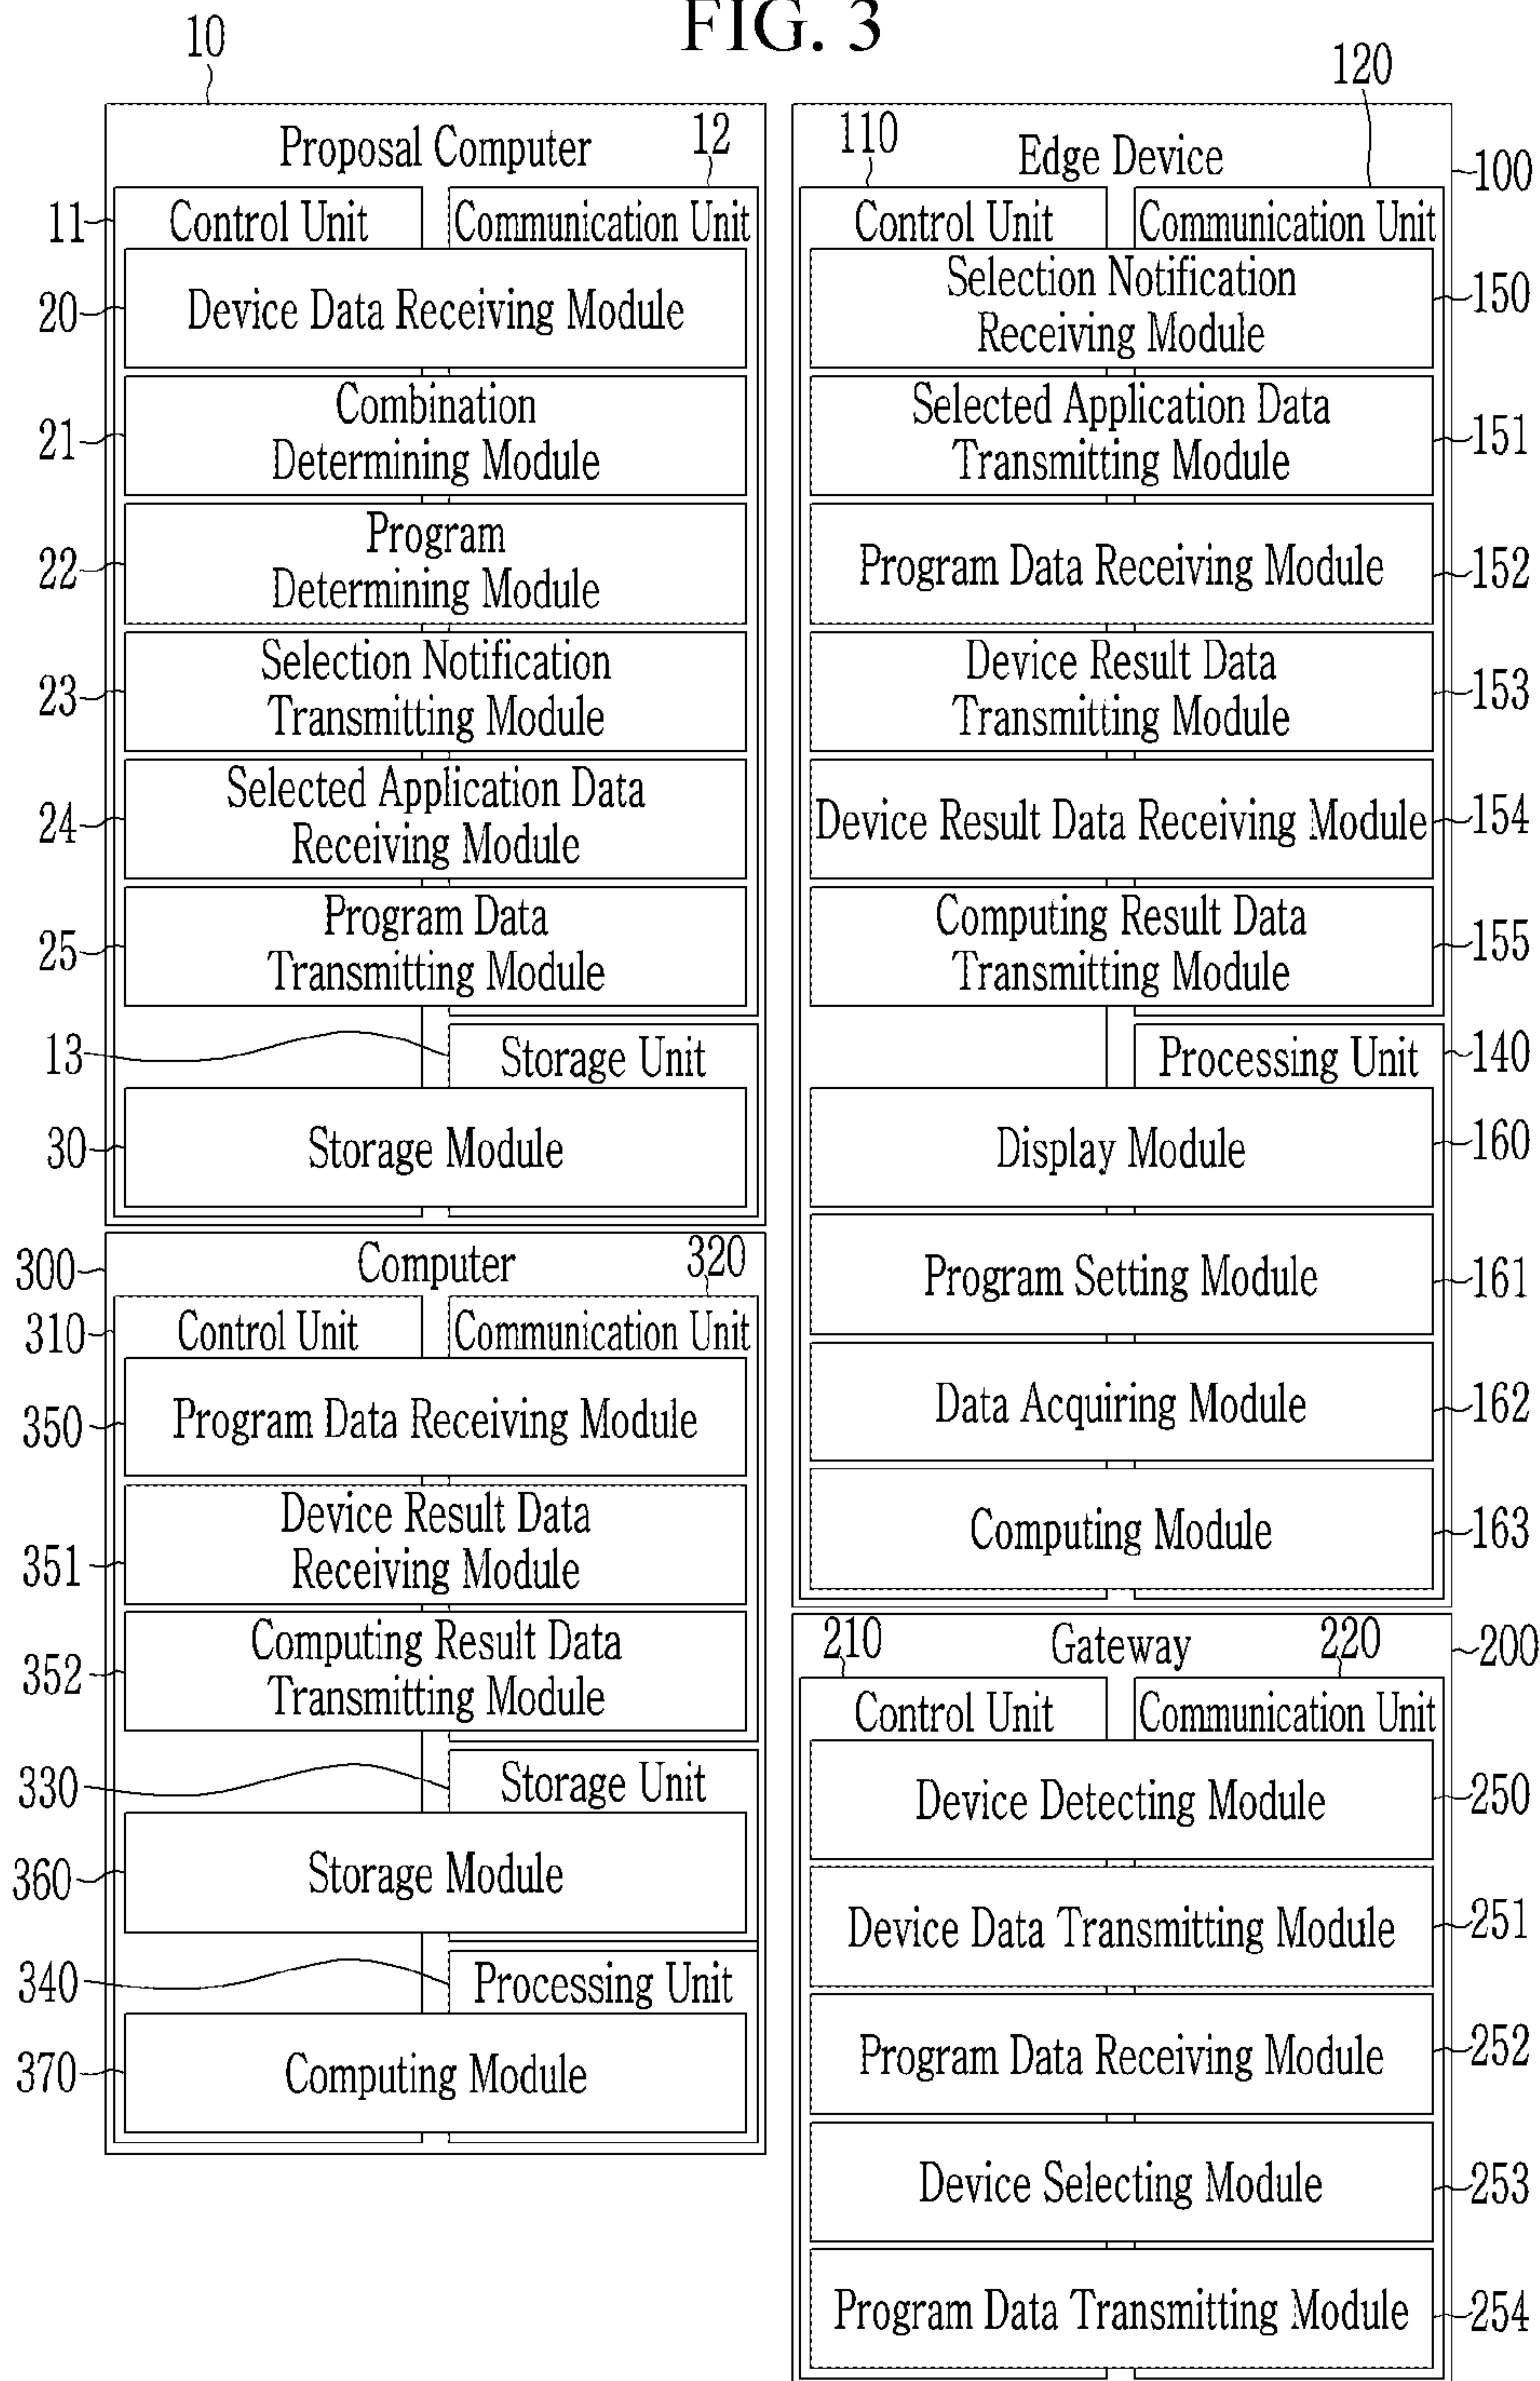 FIG. 3
10
Proposal Computer
12
11
Control Unit
Communication Unit
20
Device Data Receiving Module
21
Combination
Determining Module
22
Program
Determining Module
23
Selection Notification
Transmitting Module
24
Selected Application Data
Receiving Module
25
Program Data
Transmitting Module
13
Storage Unit
30
Storage Module
300
Computer
320
310
Control Unit
Communication Unit
350
Program Data Receiving Module
351
Device Result Data
Receiving Module
352
Computing Result Data
Transmitting Module
330
Storage Unit
360
Storage Module
340
Processing Unit
370
Computing Module
120
110
Edge Device
100
Control Unit
Communication Unit
Selection Notification
Receiving Module
150
Selected Application Data
Transmitting Module
151
Program Data Receiving Module
152
Device Result Data
Transmitting Module
153
Device Result Data Receiving Module
154
Computing Result Data
Transmitting Module
155
Processing Unit
140
Display Module
160
Program Setting Module
161
Data Acquiring Module
162
Computing Module
163
210
Gateway
220
200
Control Unit
Communication Unit
Device Detecting Module
250
Device Data Transmitting Module
251
Program Data Receiving Module
252
Device Selecting Module
253
Program Data Transmitting Module
254